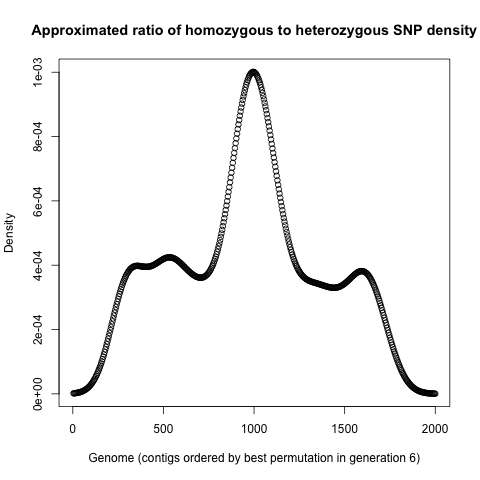 Approximated ratio of homozygous to heterozygous SNP density
1e-03
8e-04
6e-04
4e-04
2e-04
0e+00
Density
0 500 1000 1500 2000
Genome (contigs ordered by best permutation in generation 6)